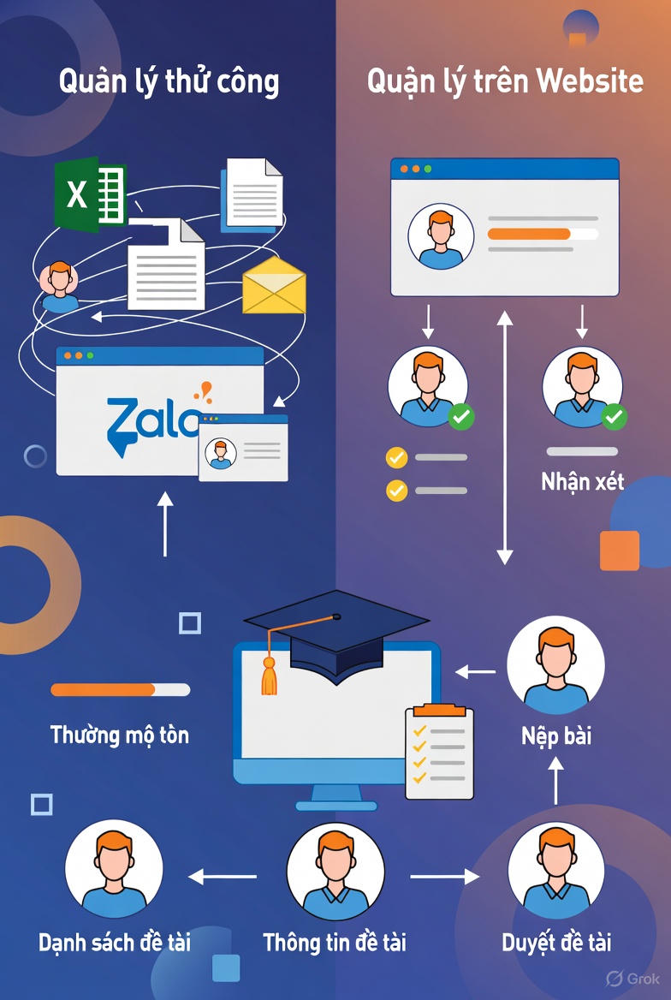 Quân lý thử công
Quận lý trên Website
X
Zalo
Nhận xét
Thường mộ tòn
Nệp bài
Dạnh sách đề tài
Thông tin đề tài
Duyệt đề tài
Grok